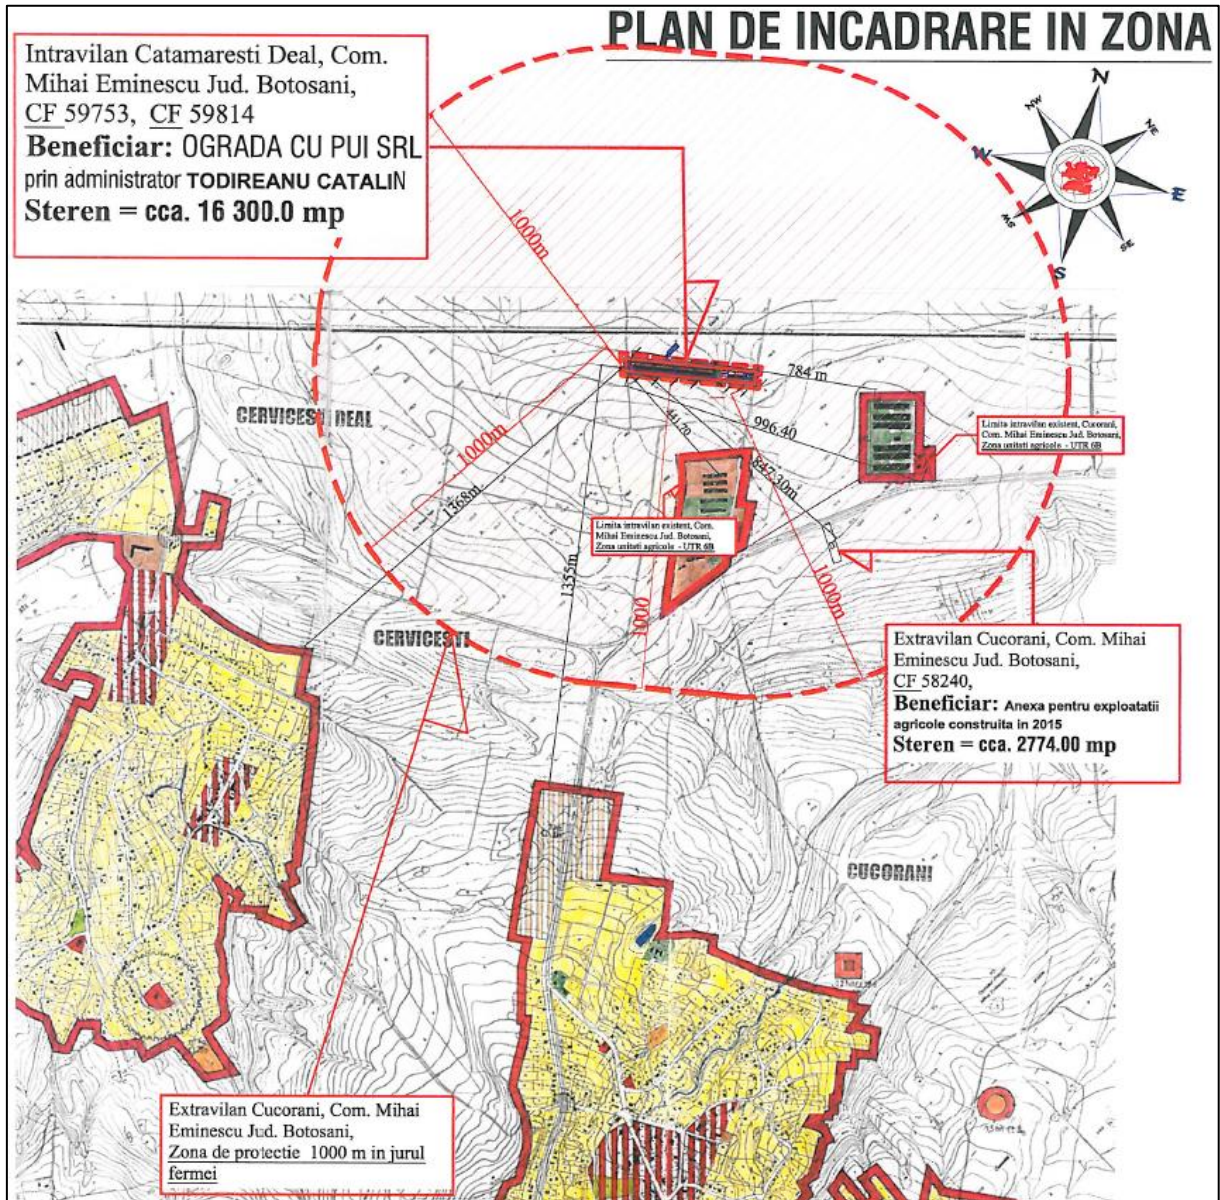 PLAN DE INCADRARE IN ZONA
Intravilan Catamaresti Deal, Com.
Mihai Eminescu Jud. Botosani,
CF 59753, CF 59814
Beneficiar: OGRADA CU PUI SRL
prin administrator TODIREANU CATALIN
Steren = cca. 16 300.0 mp
N
NE
E
SE
S
SW
W
NW
1000m
784 m
996.40
441.70
847.30m
1000m
1368m
1355m
1000
1000m
CERVICESTI DEAL
Limita intravilan existent, Cucorani,
Com. Mihai Eminescu Jud. Botosani,
Zona unitati agricole - UTR 6B
Limita intravilan existent, Com.
Mihai Eminescu Jud. Botosani,
Zona unitati agricole - UTR 6B
CERVICESTI
Extravilan Cucorani, Com. Mihai
Eminescu Jud. Botosani,
CF 58240,
Beneficiar: Anexa pentru exploatatii
agricole construita in 2015
Steren = cca. 2774.00 mp
CUCORANI
Extravilan Cucorani, Com. Mihai
Eminescu Jud. Botosani,
Zona de protectie 1000 m in jurul
fermei